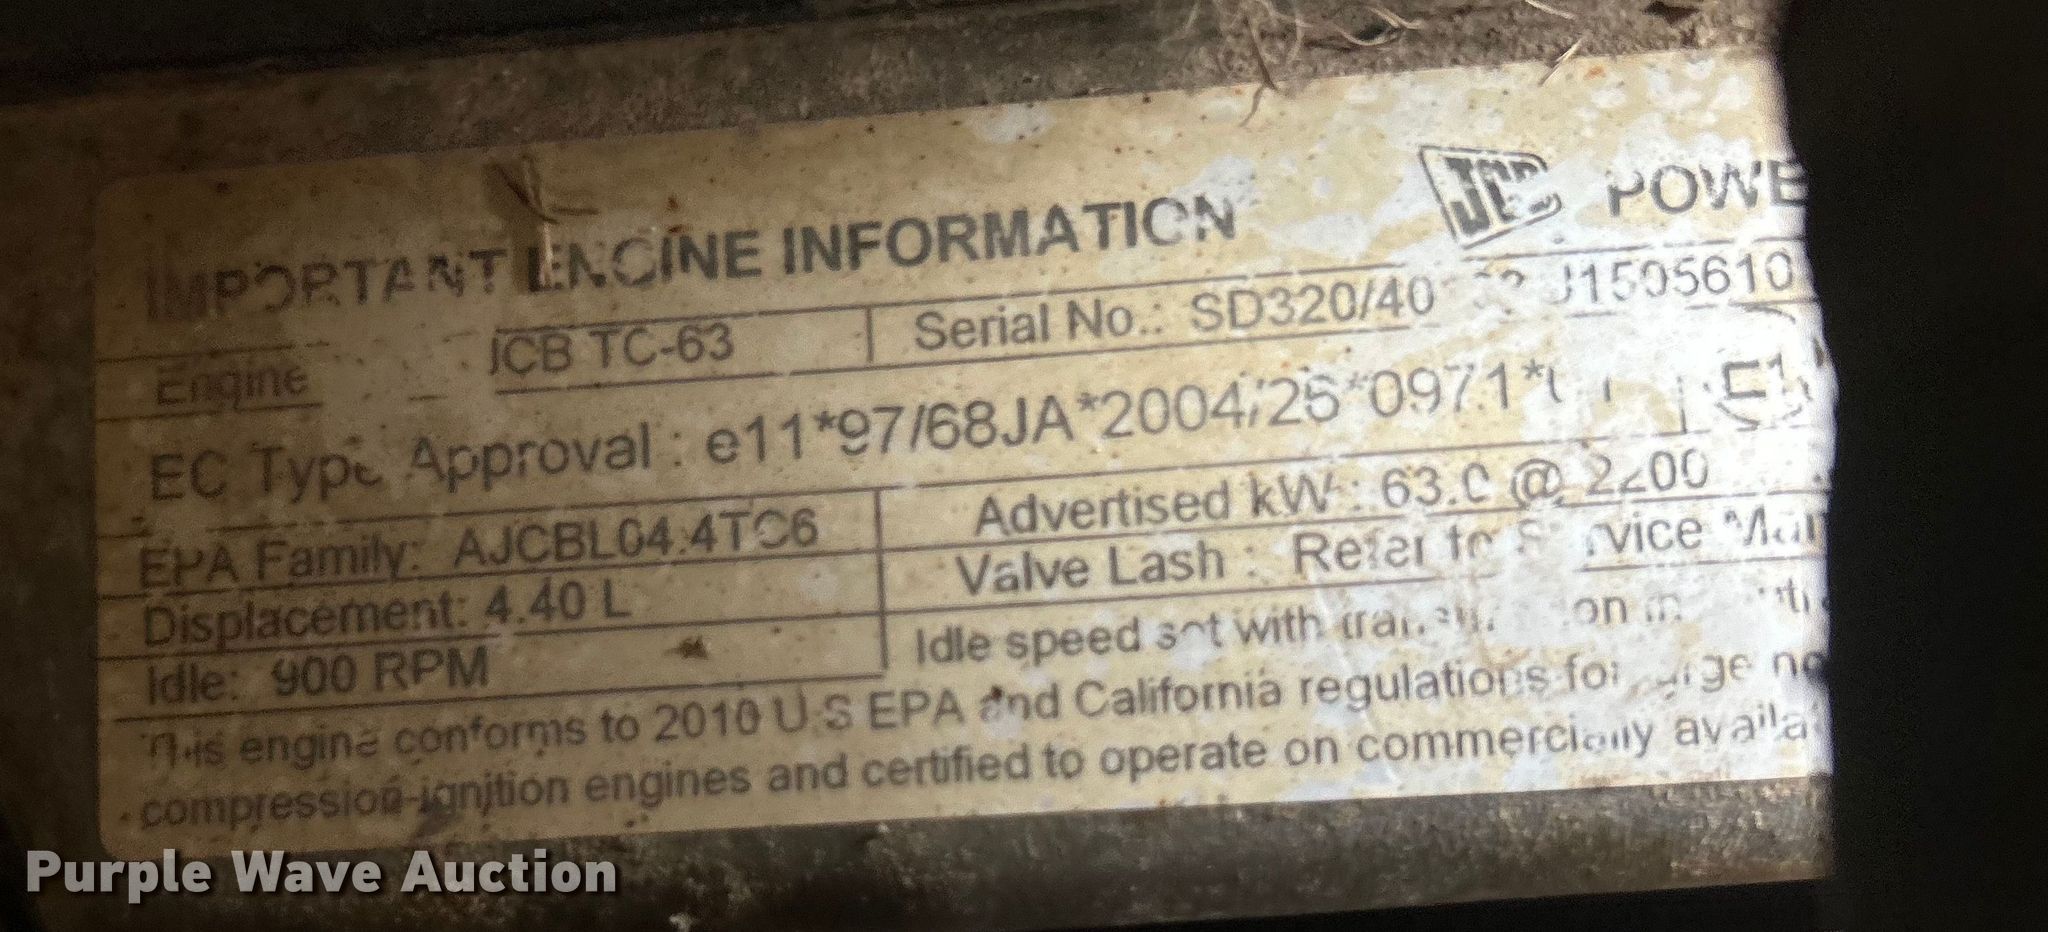 JCB POWE
IMPORTANT ENGINE INFORMATION
Engine JCB TC-63 Serial No.: SD320/40 J1505610
EC Type Approval : e11*97/68JA*2004/26*0971*
EPA Family: AJCBL04.4TC6 Advertised kW : 63.0 @ 2200
Displacement: 4.40 L Valve Lash : Refer to Service
Idle: 900 RPM Idle speed set with
This engine conforms to 2010 U.S EPA and California regulations for
compression-ignition engines and certified to operate on commercially
Purple Wave Auction